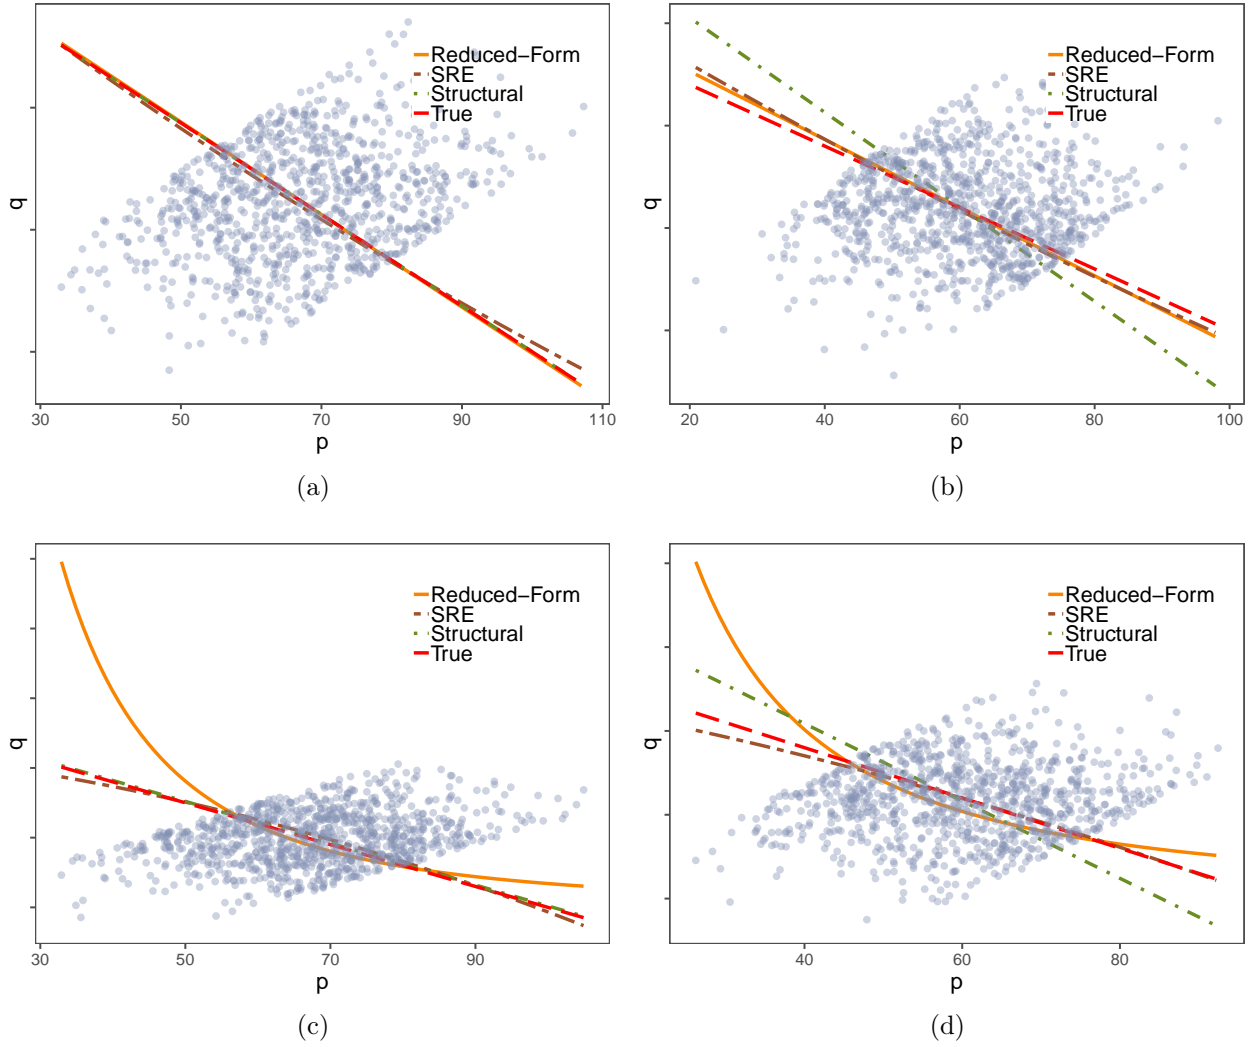 Reduced−Form
SRE
Structural
True
q
30
50
70
90
110
p
(a)
Reduced−Form
SRE
Structural
True
q
20
40
60
80
100
p
(b)
Reduced−Form
SRE
Structural
True
q
30
50
70
90
p
(c)
Reduced−Form
SRE
Structural
True
q
40
60
80
p
(d)